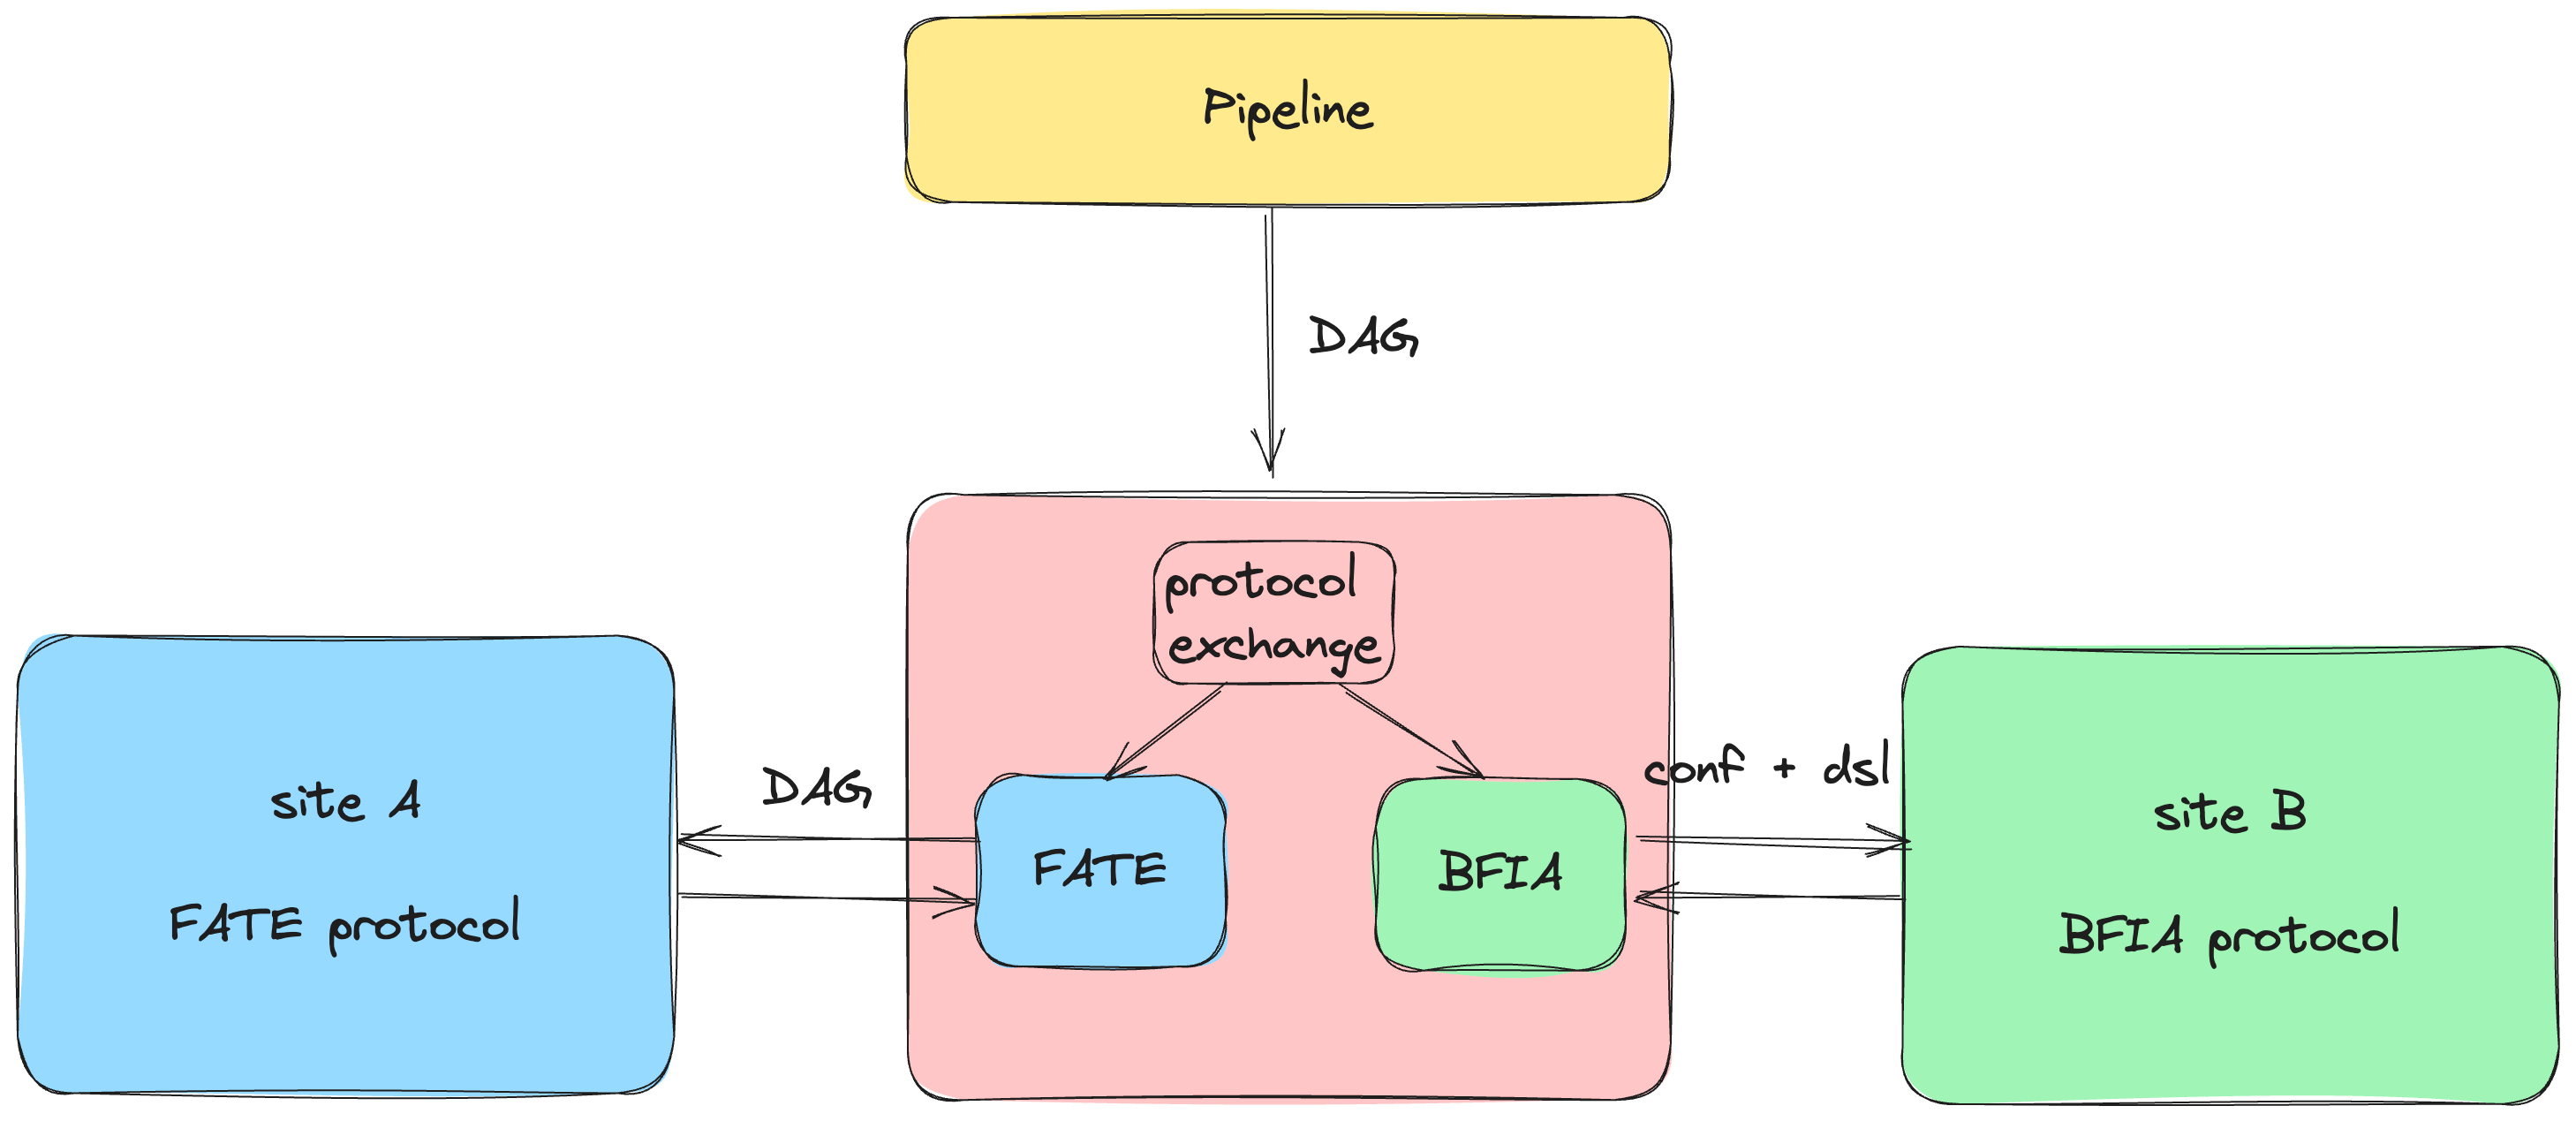 Pipeline
DAG
protocol
exchange
DAG
conf + dsl
site A
FATE protocol
FATE
BFIA
site B
BFIA protocol